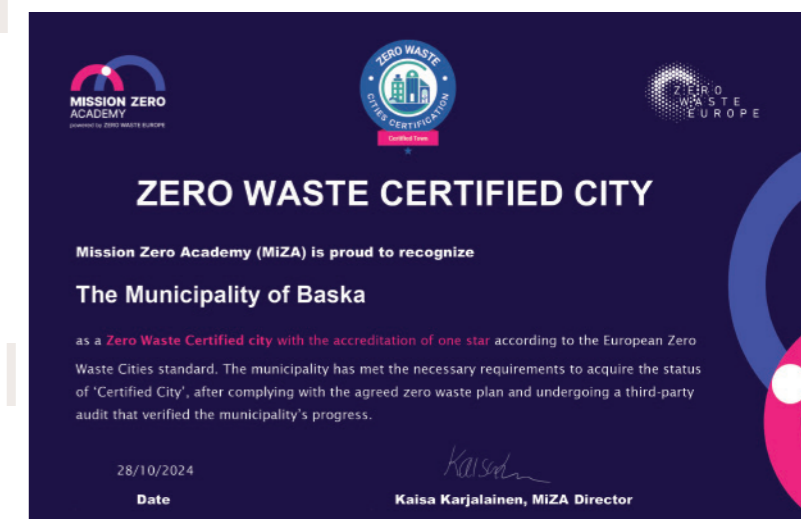 MISSION ZERO
ACADEMY
powered by ZERO WASTE EUROPE
ZERO WASTE
CITIES CERTIFICATION
Certified Town
ZERO
WASTE
EUROPE
ZERO WASTE CERTIFIED CITY
Mission Zero Academy (MiZA) is proud to recognize
The Municipality of Baska
as a Zero Waste Certified city with the accreditation of one star according to the European Zero
Waste Cities standard. The municipality has met the necessary requirements to acquire the status
of ‘Certified City’, after complying with the agreed zero waste plan and undergoing a third-party
audit that verified the municipality’s progress.
28/10/2024
Date
Kaisa Karjalainen, MiZA Director